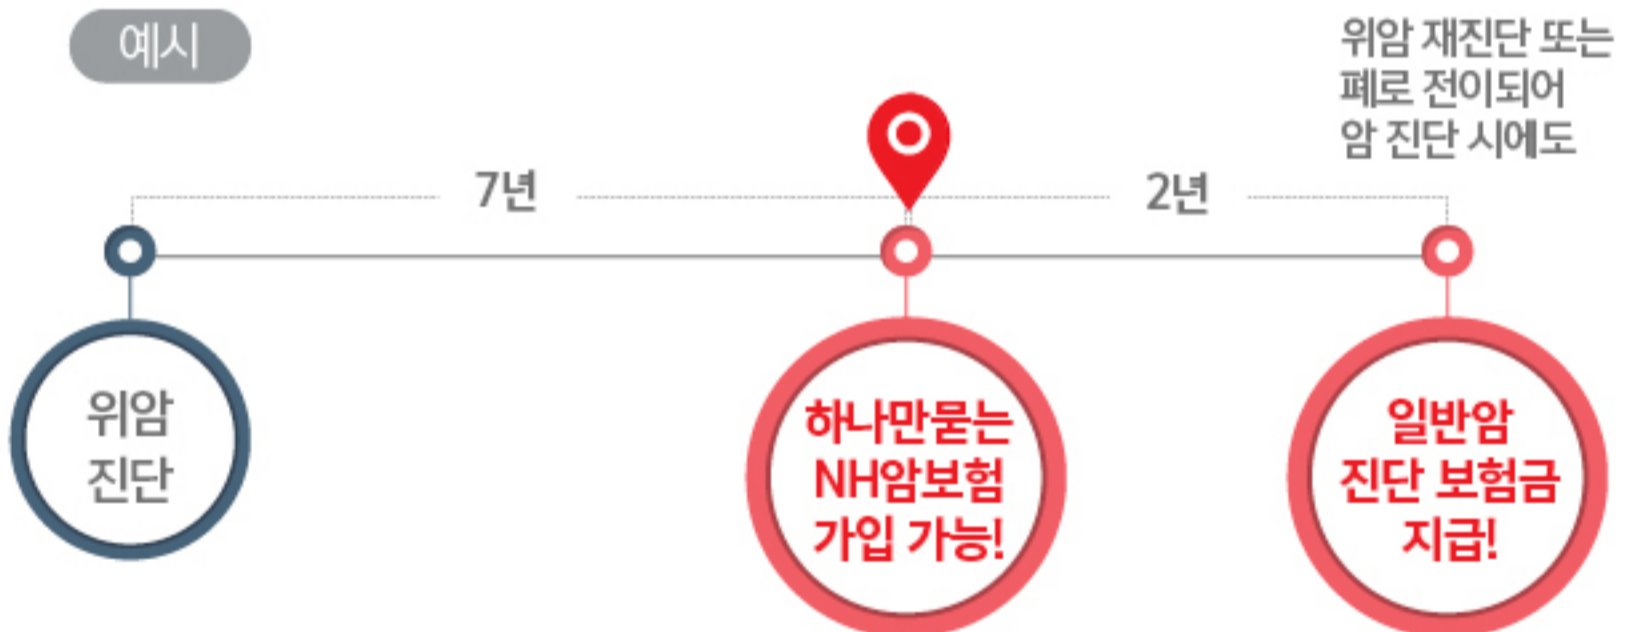 예시
위암 재진단 또는
폐로 전이되어
암 진단 시에도
7년
2년
위암
진단
하나만묻는
NH암보험
가입 가능!
일반암
진단 보험금
지급!